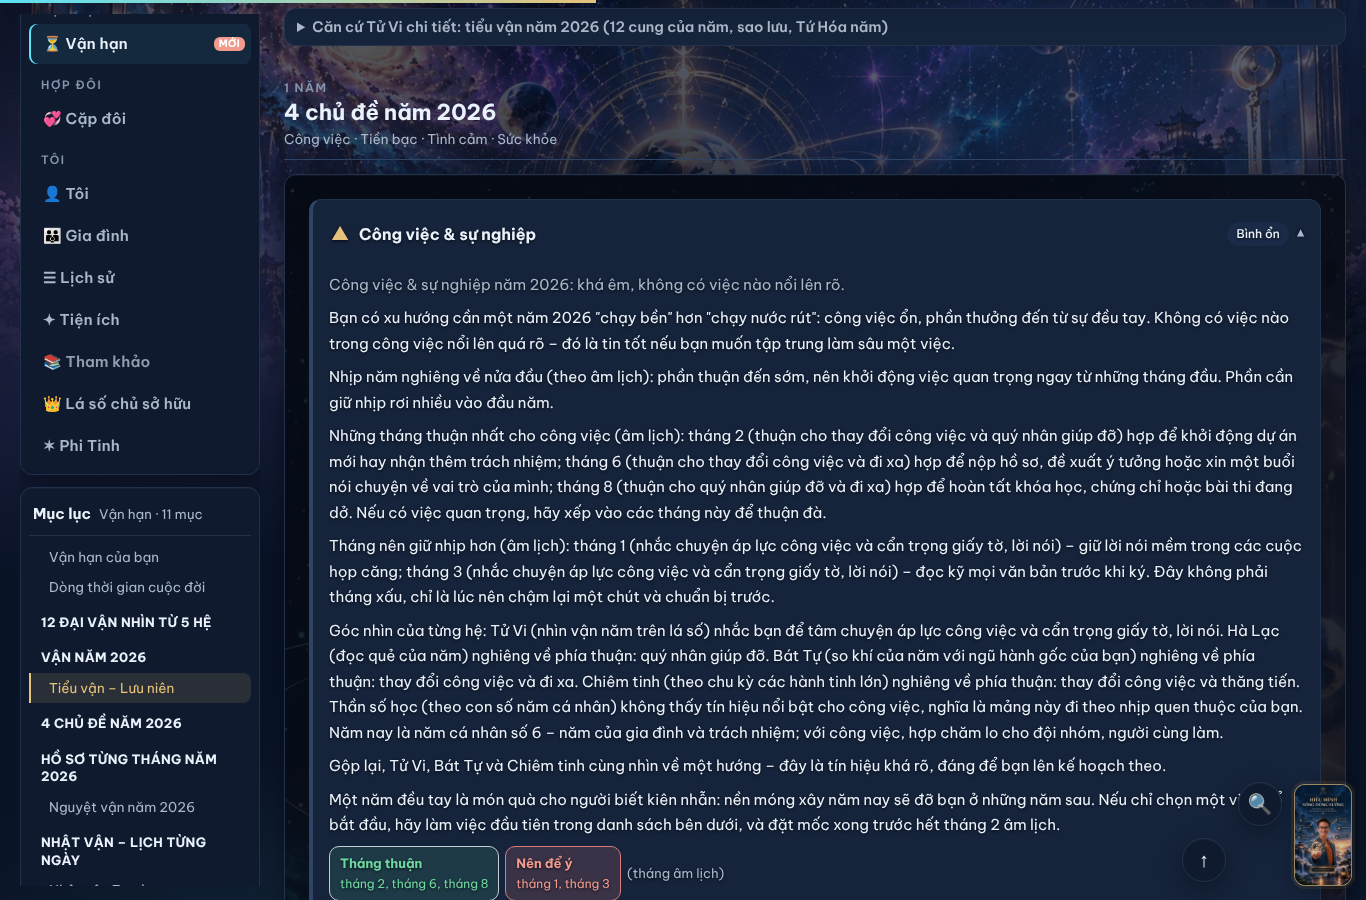 ⏳ Vận hạn
MỚI
HỢP ĐÔI
💞 Cặp đôi
TÔI
👤 Tôi
👪 Gia đình
☰ Lịch sử
✦ Tiện ích
📚 Tham khảo
👑 Lá số chủ sở hữu
✶ Phi Tinh
Mục lục Vận hạn · 11 mục
Vận hạn của bạn
Dòng thời gian cuộc đời
12 ĐẠI VẬN NHÌN TỪ 5 HỆ
VẬN NĂM 2026
Tiểu vận – Lưu niên
4 CHỦ ĐỀ NĂM 2026
HỒ SƠ TỪNG THÁNG NĂM
2026
Nguyệt vận năm 2026
NHẬT VẬN – LỊCH TỪNG
NGÀY
▶ Căn cứ Tử Vi chi tiết: tiểu vận năm 2026 (12 cung của năm, sao lưu, Tứ Hóa năm)
1 NĂM
4 chủ đề năm 2026
Công việc · Tiền bạc · Tình cảm · Sức khỏe
Công việc & sự nghiệp
Bình ổn ▲
Công việc & sự nghiệp năm 2026: khá êm, không có việc nào nổi lên rõ.
Bạn có xu hướng cần một năm 2026 "chạy bền" hơn "chạy nước rút": công việc ổn, phần thưởng đến từ sự đều tay. Không có việc nào
trong công việc nổi lên quá rõ – đó là tin tốt nếu bạn muốn tập trung làm sâu một việc.
Nhịp năm nghiêng về nửa đầu (theo âm lịch): phần thuận đến sớm, nên khởi động việc quan trọng ngay từ những tháng đầu. Phần cần
giữ nhịp rơi nhiều vào đầu năm.
Những tháng thuận nhất cho công việc (âm lịch): tháng 2 (thuận cho thay đổi công việc và quý nhân giúp đỡ) hợp để khởi động dự án
mới hay nhận thêm trách nhiệm; tháng 6 (thuận cho thay đổi công việc và đi xa) hợp để nộp hồ sơ, đề xuất ý tưởng hoặc xin một buổi
nói chuyện về vai trò của mình; tháng 8 (thuận cho quý nhân giúp đỡ và đi xa) hợp để hoàn tất khóa học, chứng chỉ hoặc bài thi đang
dở. Nếu có việc quan trọng, hãy xếp vào các tháng này để thuận đà.
Tháng nên giữ nhịp hơn (âm lịch): tháng 1 (nhắc chuyện áp lực công việc và cẩn trọng giấy tờ, lời nói) – giữ lời nói mềm trong các cuộc
họp căng; tháng 3 (nhắc chuyện áp lực công việc và cẩn trọng giấy tờ, lời nói) – đọc kỹ mọi văn bản trước khi ký. Đây không phải
tháng xấu, chỉ là lúc nên chậm lại một chút và chuẩn bị trước.
Góc nhìn của từng hệ: Tử Vi (nhìn vận năm trên lá số) nhắc bạn để tâm chuyện áp lực công việc và cẩn trọng giấy tờ, lời nói. Hà Lạc
(đọc quẻ của năm) nghiêng về phía thuận: quý nhân giúp đỡ. Bát Tự (so khí của năm với ngũ hành gốc của bạn) nghiêng về phía
thuận: thay đổi công việc và đi xa. Chiêm tinh (theo chu kỳ các hành tinh lớn) nghiêng về phía thuận: thay đổi công việc và thăng tiến.
Thần số học (theo con số năm cá nhân) không thấy tín hiệu nổi bật cho công việc, nghĩa là mảng này đi theo nhịp quen thuộc của bạn.
Năm nay là năm cá nhân số 6 – năm của gia đình và trách nhiệm; với công việc, hợp chăm lo cho đội nhóm, người cùng làm.
Gộp lại, Tử Vi, Bát Tự và Chiêm tinh cùng nhìn về một hướng – đây là tín hiệu khá rõ, đáng để bạn lên kế hoạch theo.
Một năm đều tay là món quà cho người biết kiên nhẫn: nền móng xây năm nay sẽ đỡ bạn ở những năm sau. Nếu chỉ chọn một
bắt đầu, hãy làm việc đầu tiên trong danh sách bên dưới, và đặt mốc xong trước hết tháng 2 âm lịch.
Tháng thuận
tháng 2, tháng 6, tháng 8
Nên để ý
tháng 1, tháng 3
(tháng âm lịch)
↑